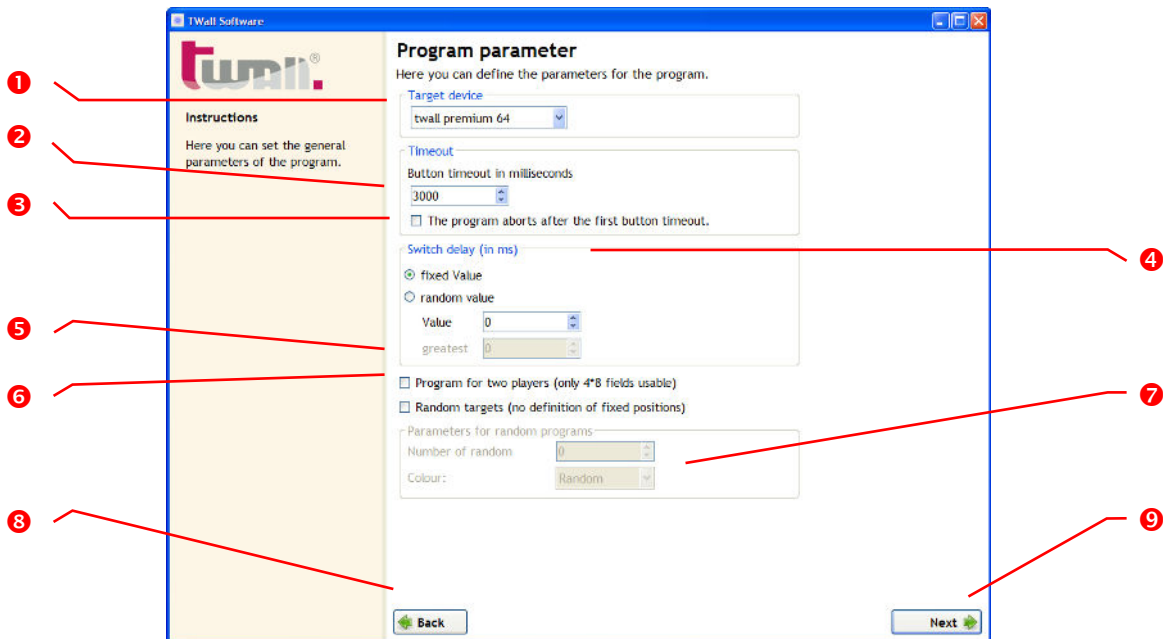 TWall Software
twall.®
Instructions
Here you can set the general
parameters of the program.
Program parameter
Here you can define the parameters for the program.
Target device
twall premium 64
Timeout
Button timeout in milliseconds
3000
The program aborts after the first button timeout.
Switch delay (in ms)
fixed Value
random value
Value 0
greatest 0
Program for two players (only 4*8 fields usable)
Random targets (no definition of fixed positions)
Parameters for random programs
Number of random 0
Colour: Random
Back
Next
1
2
3
4
5
6
7
8
9